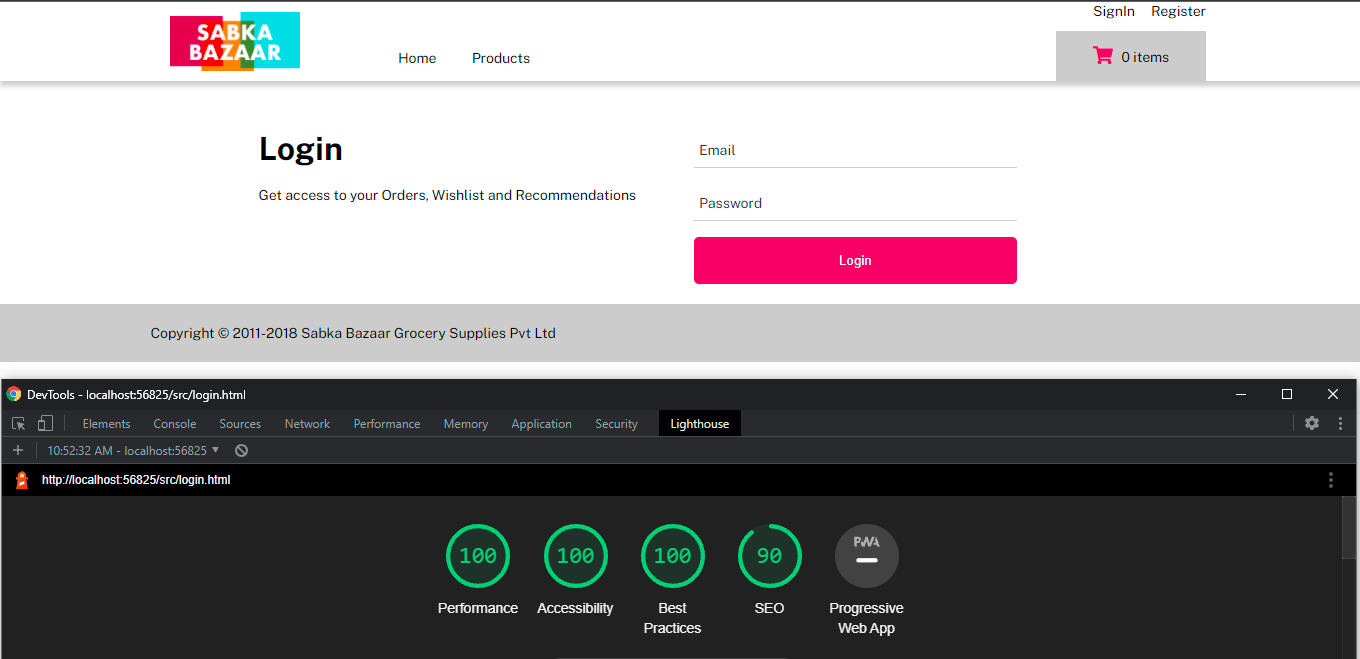 SignIn Register
SABKA
BAZAAR
Home Products
0 items
Login
Get access to your Orders, Wishlist and Recommendations
Email
Password
Login
Copyright © 2011-2018 Sabka Bazaar Grocery Supplies Pvt Ltd
DevTools - localhost:56825/src/login.html
Elements Console Sources Network Performance Memory Application Security Lighthouse
10:52:32 AM - localhost:56825
http://localhost:56825/src/login.html
100 100 100 90 PWA
Performance Accessibility Best Practices SEO Progressive Web App